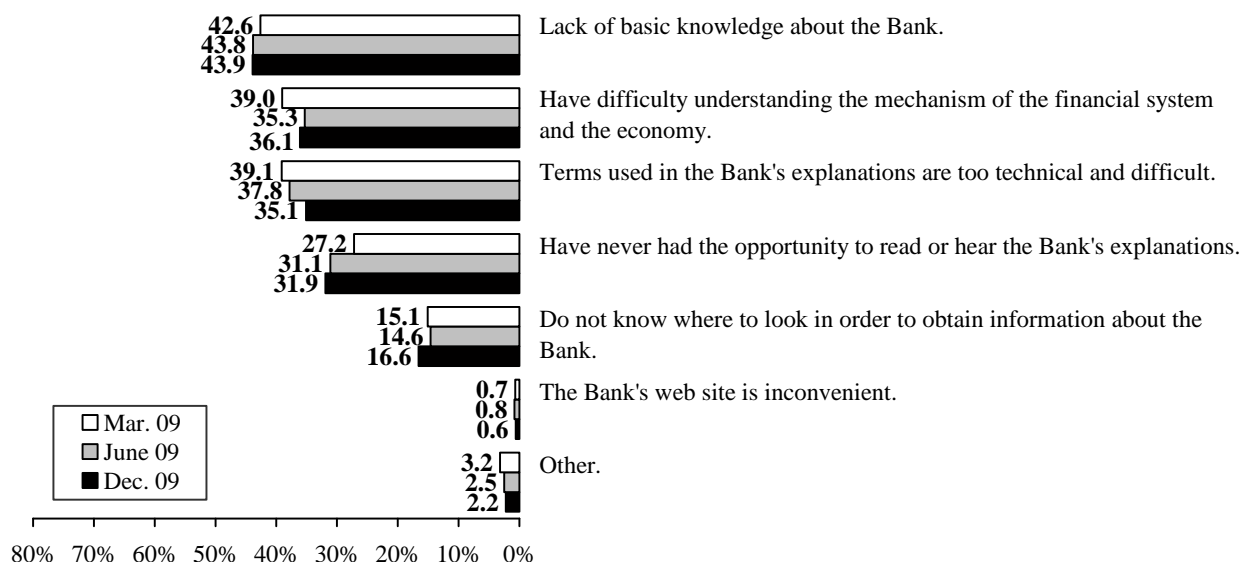 42.6 Lack of basic knowledge about the Bank.
43.8
43.9
39.0 Have difficulty understanding the mechanism of the financial system
35.3 and the economy.
36.1
39.1 Terms used in the Bank's explanations are too technical and difficult.
37.8
35.1
27.2 Have never had the opportunity to read or hear the Bank's explanations.
31.1
31.9
15.1 Do not know where to look in order to obtain information about the
14.6 Bank.
16.6
0.7 The Bank's web site is inconvenient.
0.8
0.6
Mar. 09
June 09
Dec. 09
3.2 Other.
2.5
2.2
80% 70% 60% 50% 40% 30% 20% 10% 0%